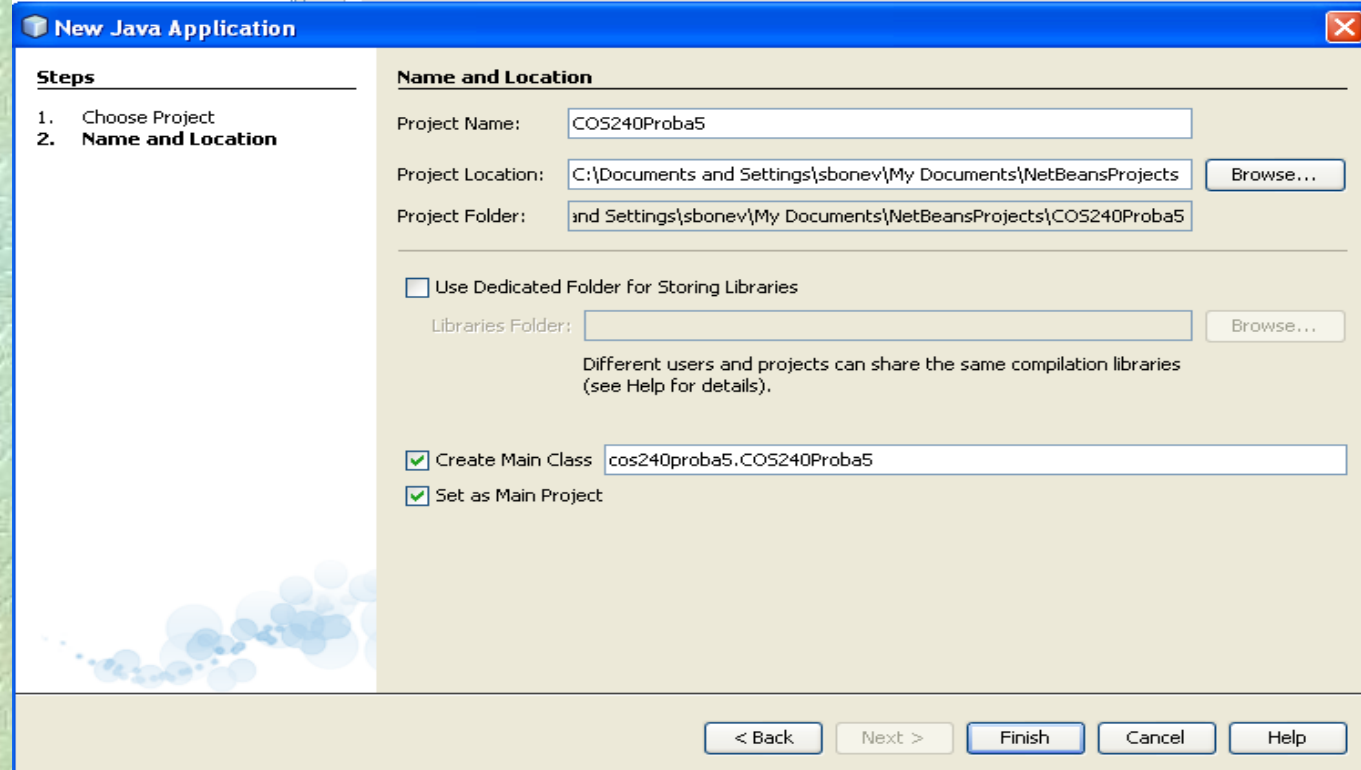 New Java Application
Steps
1. Choose Project
2. Name and Location
Name and Location
Project Name: COS240Proba5
Project Location: C:\Documents and Settings\sbonev\My Documents\NetBeansProjects Browse...
Project Folder: and Settings\sbonev\My Documents\NetBeansProjects\COS240Proba5
Use Dedicated Folder for Storing Libraries
Libraries Folder: Browse...
Different users and projects can share the same compilation libraries
(see Help for details).
Create Main Class cos240proba5.COS240Proba5
Set as Main Project
< Back Next > Finish Cancel Help